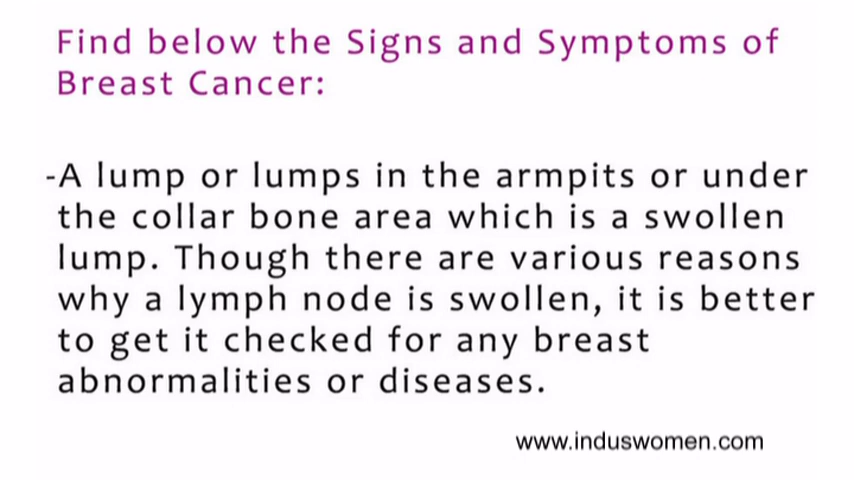 Find below the Signs and Symptoms of
Breast Cancer:
-A lump or lumps in the armpits or under
the collar bone area which is a swollen
lump. Though there are various reasons
why a lymph node is swollen, it is better
to get it checked for any breast
abnormalities or diseases.
www.induswomen.com